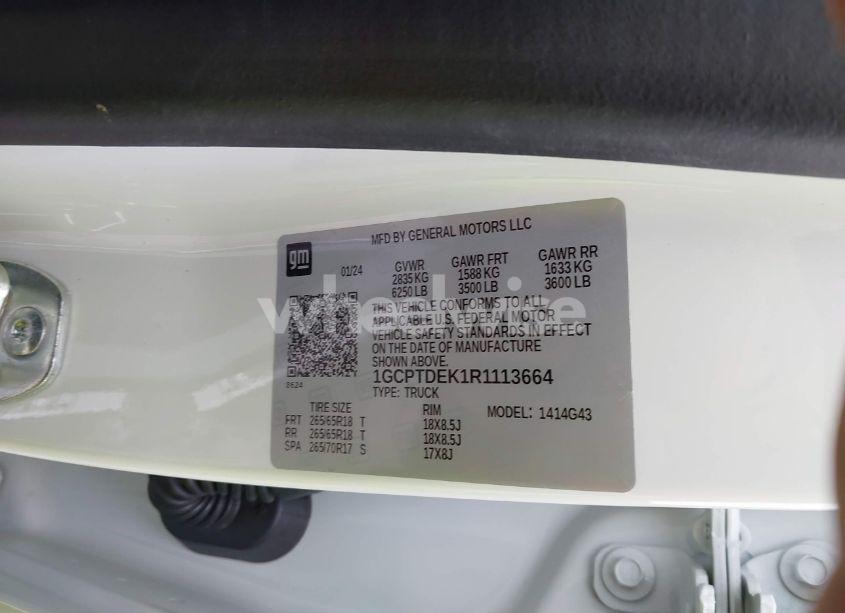 MFD BY GENERAL MOTORS LLC
gm
01/24
GVWR GAWR FRT GAWR RR
2835 KG 1588 KG 1633 KG
6250 LB 3500 LB 3600 LB
THIS VEHICLE CONFORMS TO ALL
APPLICABLE U.S. FEDERAL MOTOR
VEHICLE SAFETY STANDARDS IN EFFECT
ON THE DATE OF MANUFACTURE
SHOWN ABOVE.
1GCPTDEK1R1113664
8624
TYPE: TRUCK
TIRE SIZE RIM MODEL: 1414G43
FRT 265/65R18 T 18X8.5J
RR 265/65R18 T 18X8.5J
SPA 265/70R17 S 17X8J